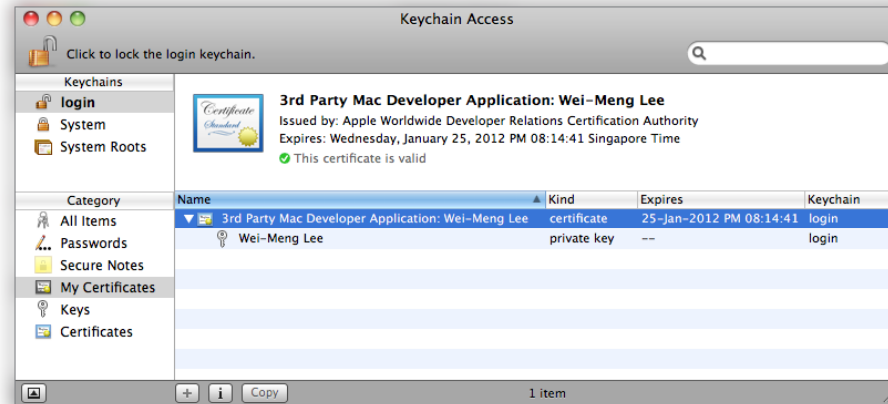 Keychain Access
Click to lock the login keychain.
Keychains
login
System
System Roots
Certificate
Standard
3rd Party Mac Developer Application: Wei-Meng Lee
Issued by: Apple Worldwide Developer Relations Certification Authority
Expires: Wednesday, January 25, 2012 PM 08:14:41 Singapore Time
This certificate is valid
Category
All Items
Passwords
Secure Notes
My Certificates
Keys
Certificates
Name Kind Expires Keychain
3rd Party Mac Developer Application: Wei-Meng Lee certificate 25-Jan-2012 PM 08:14:41 login
Wei-Meng Lee private key -- login
+ i Copy 1 item